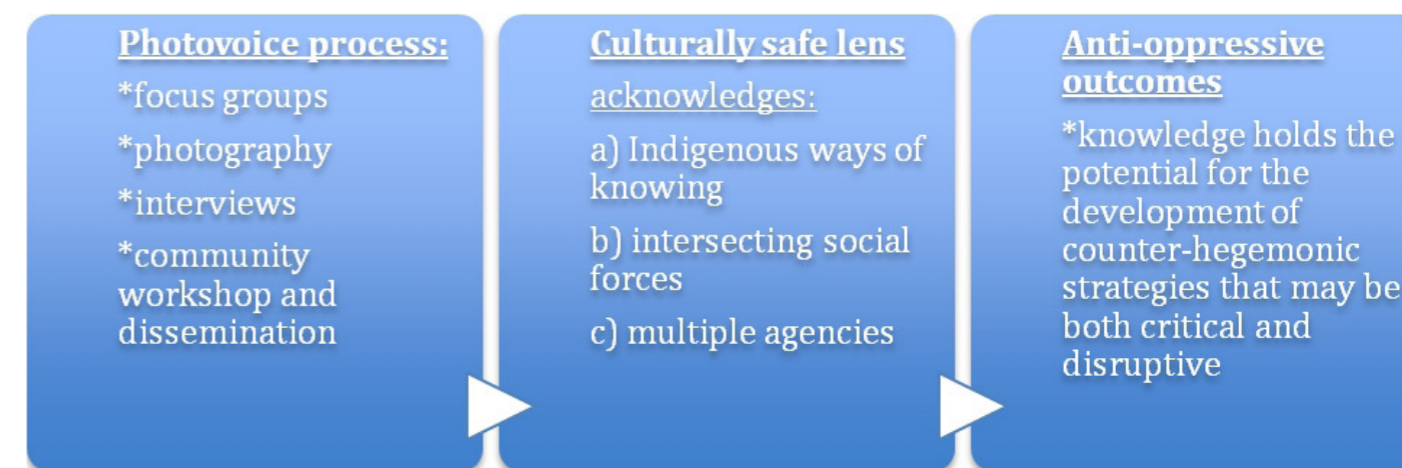 Photovoice process:
*focus groups
*photography
*interviews
*community
workshop and
dissemination
Culturally safe lens
acknowledges:
a) Indigenous ways of
knowing
b) intersecting social
forces
c) multiple agencies
Anti-oppressive
outcomes
*knowledge holds the
potential for the
development of
counter-hegemonic
strategies that may be
both critical and
disruptive